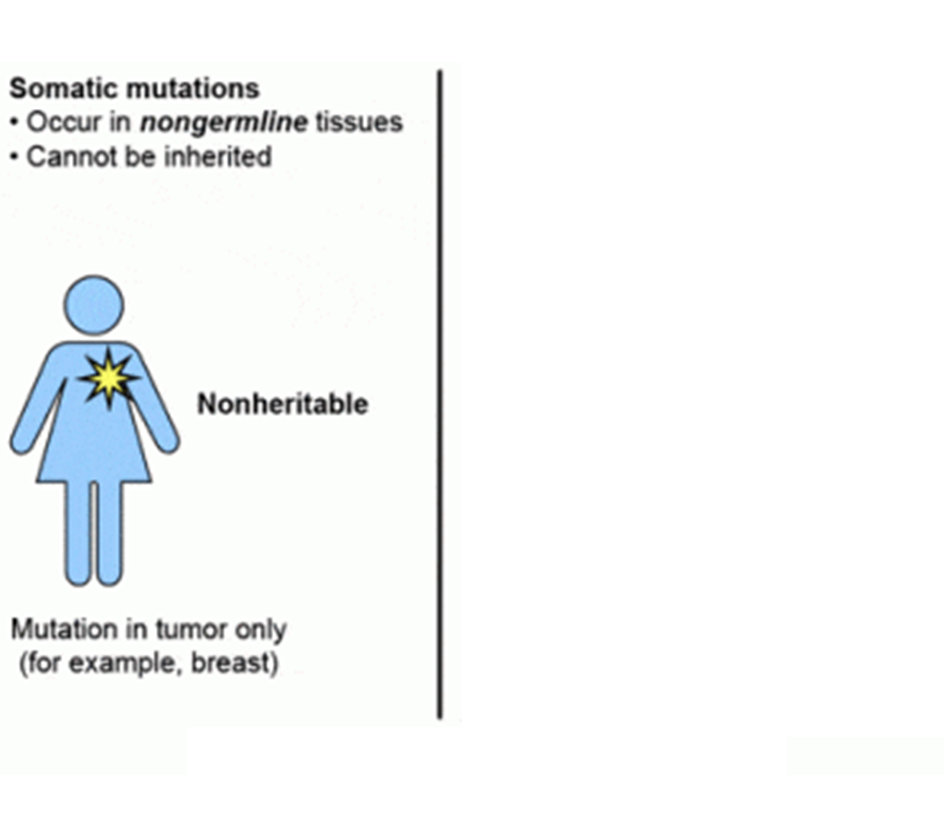 Somatic mutations
• Occur in nongermline tissues
• Cannot be inherited
Nonheritable
Mutation in tumor only
(for example, breast)